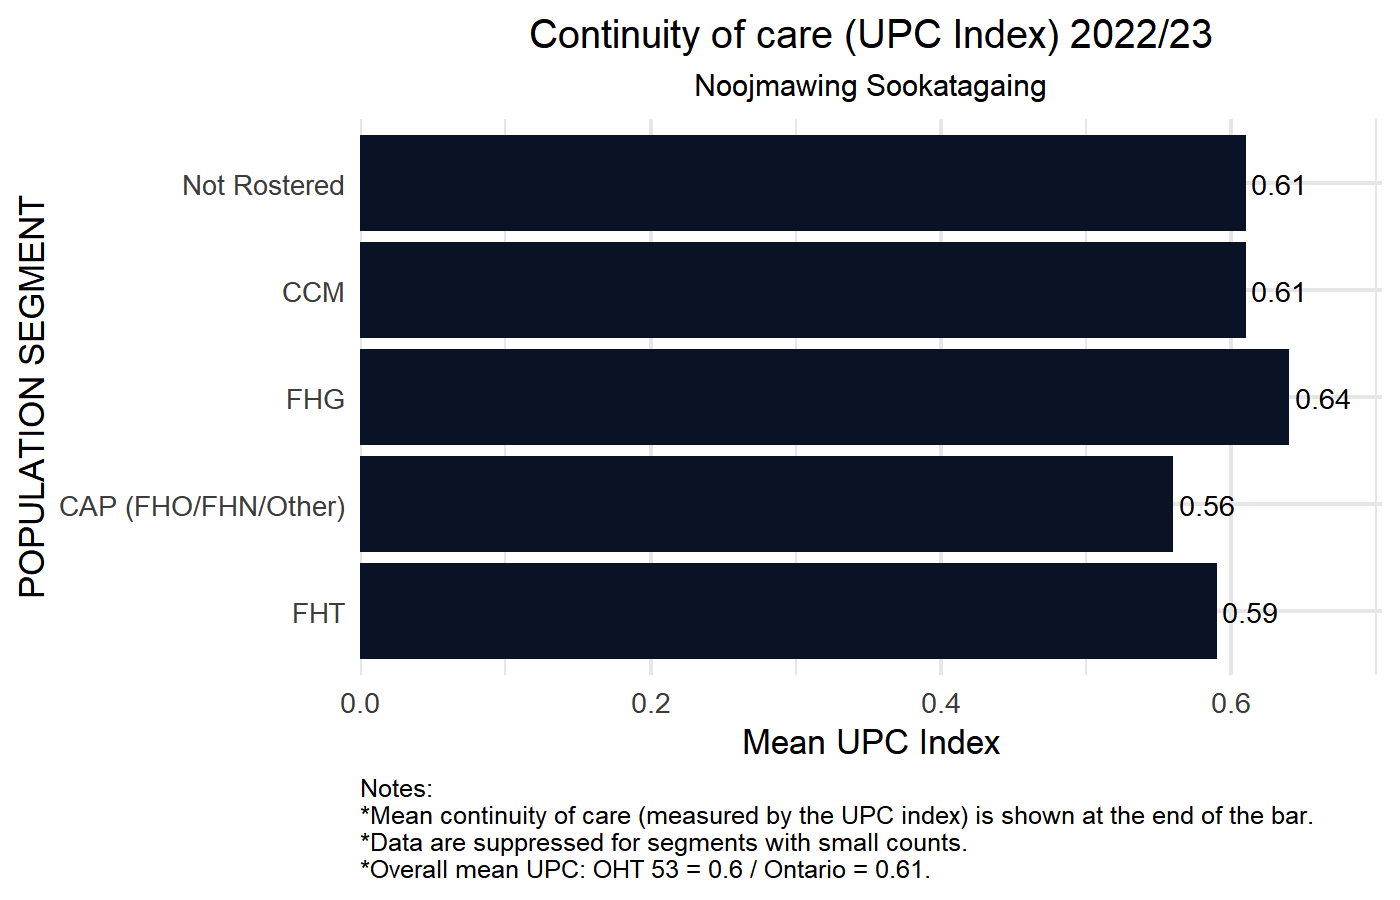 Continuity of care (UPC Index) 2022/23
Noojmawing Sookatagaing
POPULATION SEGMENT
Not Rostered
0.61
CCM
0.61
FHG
0.64
CAP (FHO/FHN/Other)
0.56
FHT
0.59
0.0 0.2 0.4 0.6
Mean UPC Index
Notes:
*Mean continuity of care (measured by the UPC index) is shown at the end of the bar.
*Data are suppressed for segments with small counts.
*Overall mean UPC: OHT 53 = 0.6 / Ontario = 0.61.